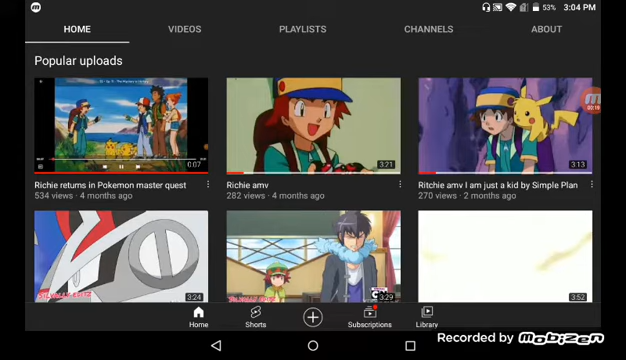 53% 3:04 PM
HOME VIDEOS PLAYLISTS CHANNELS ABOUT
Popular uploads
00:19
0:07 3:21 3:13
Richie returns in Pokemon master quest
534 views · 4 months ago
Richie amv
282 views · 4 months ago
Ritchie amv I am just a kid by Simple Plan
270 views · 2 months ago
3:24 3:29 3:52
Home Shorts Subscriptions Library
Recorded by mobizen